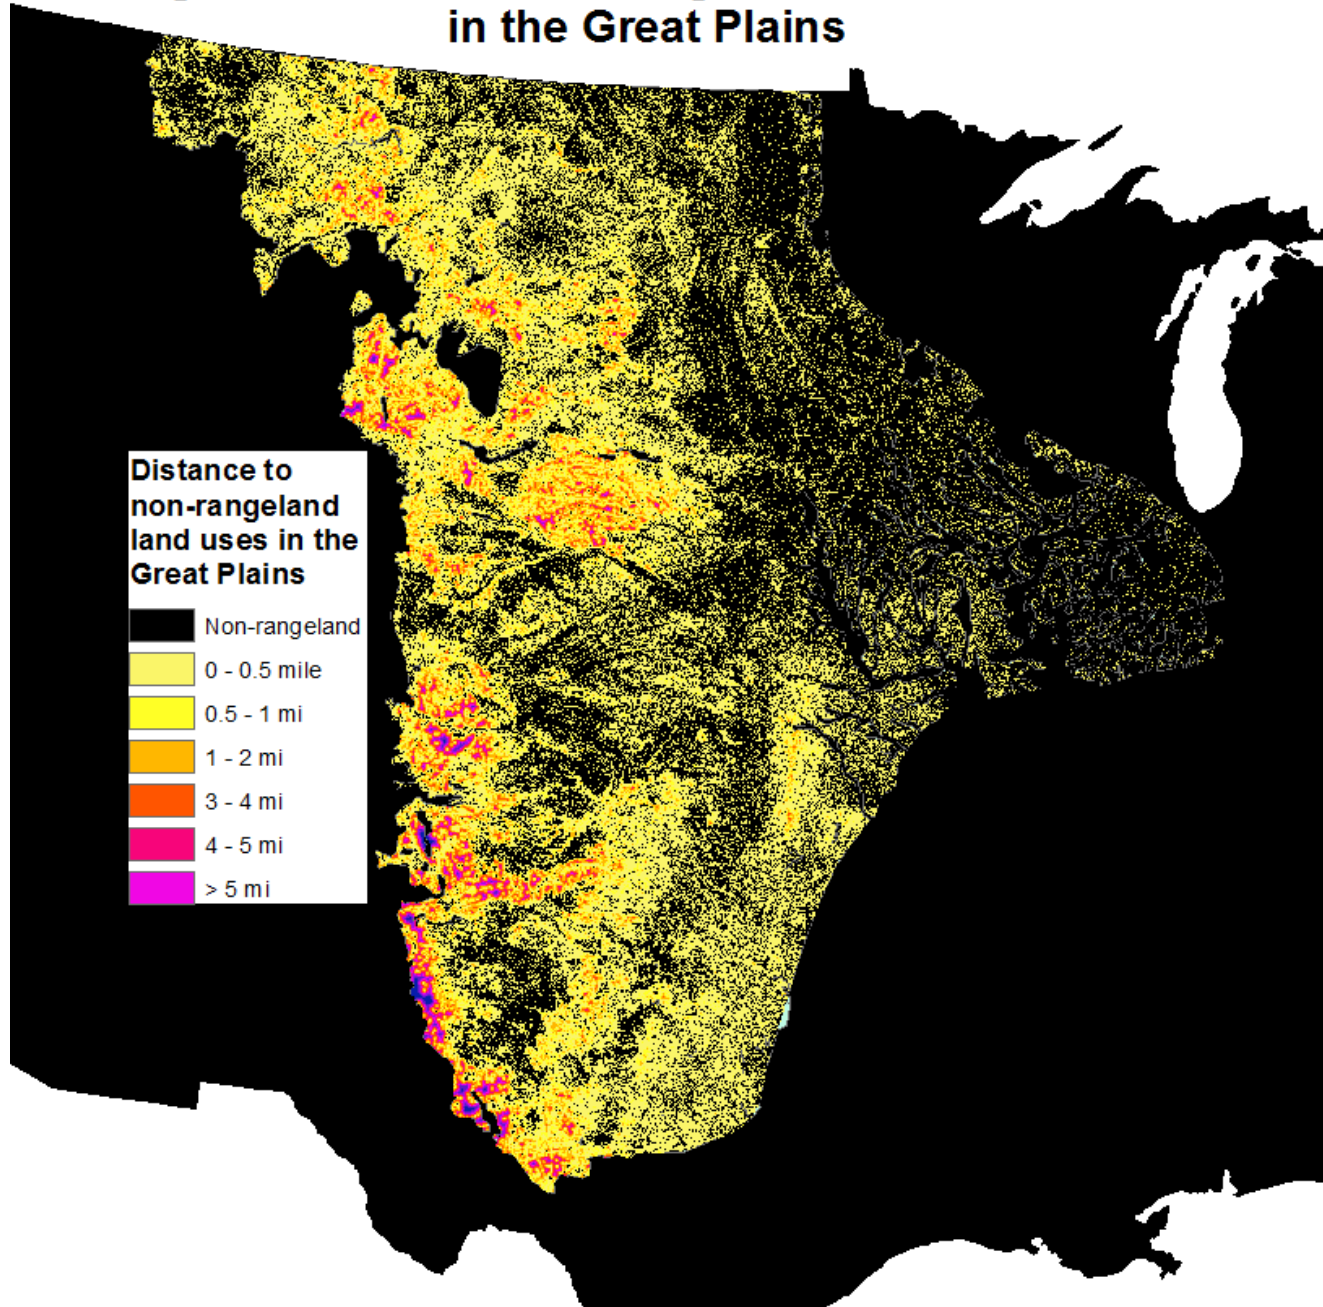 in the Great Plains
Distance to
non-rangeland
land uses in the
Great Plains
Non-rangeland
0 - 0.5 mile
0.5 - 1 mi
1 - 2 mi
3 - 4 mi
4 - 5 mi
> 5 mi